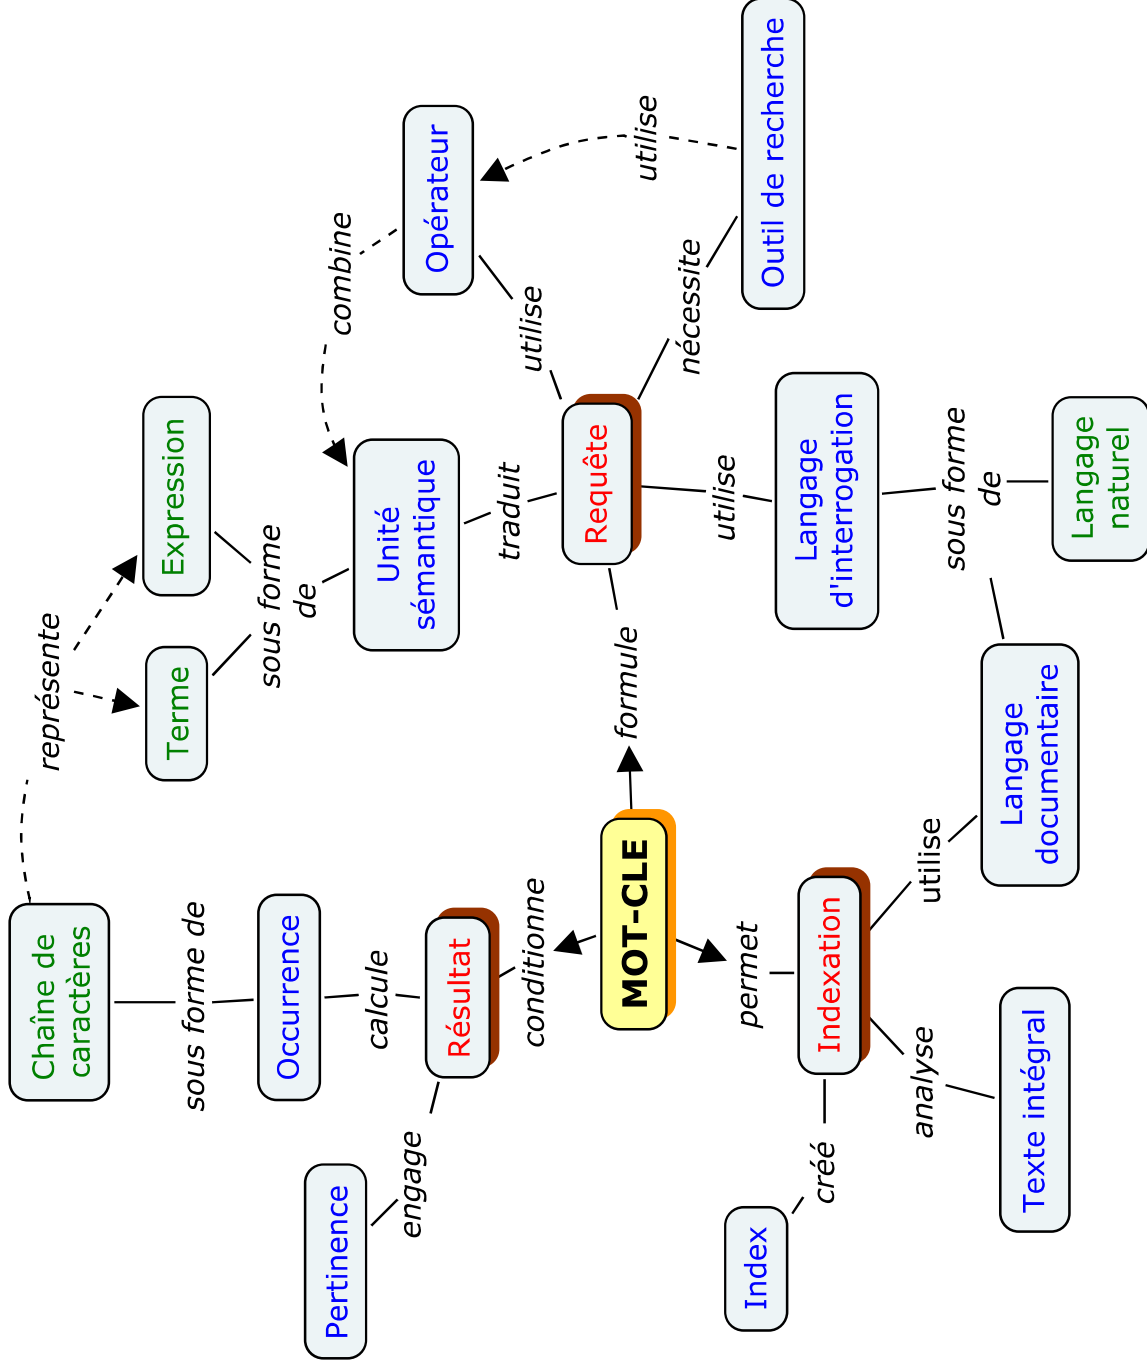 Chaîne de
caractères
représente
Terme
Expression
sous forme de
sous forme
de
Occurrence
Pertinence
combine
calcule
Unité
sémantique
engage
Opérateur
Résultat
traduit
utilise
conditionne
Requête
formule
MOT-CLE
utilise
nécessite
utilise
permet
Index
Outil de recherche
créé
Indexation
Langage
d'interrogation
analyse
utilise
sous forme
de
Texte intégral
Langage
documentaire
Langage
naturel